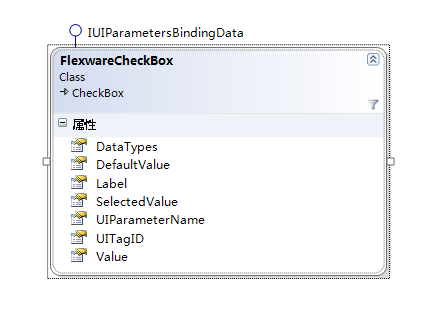 IUIParametersBindingData
FlexwareCheckBox
Class
CheckBox
属性
DataTypes
DefaultValue
Label
SelectedValue
UIParameterName
UITagID
Value